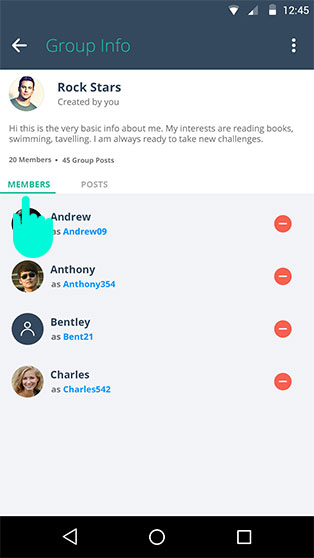 12:45
Group Info
Rock Stars
Created by you
Hi this is the very basic info about me. My interests are reading books,
swimming, tavelling. I am always ready to take new challenges.
20 Members • 45 Group Posts
MEMBERS POSTS
Andrew
as Andrew09
Anthony
as Anthony354
Bentley
as Bent21
Charles
as Charles542